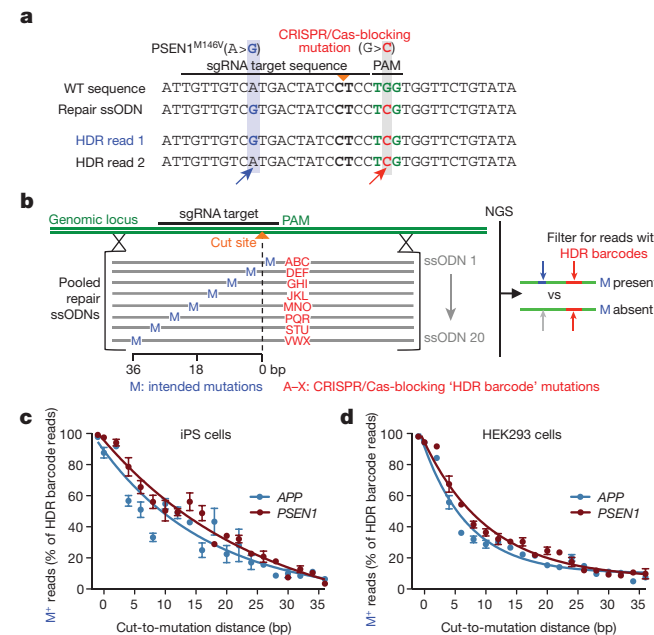 a
CRISPR/Cas-blocking
mutation (G>C)
PSEN1M146V(A>G)
sgRNA target sequence PAM
WT sequence ATTGTTGTCATGACTATCCTCCTGGTGGTTCTGTATA
Repair ssODN ATTGTTGTCGTGACTATCCTCCTCGTGGTTCTGTATA
HDR read 1 ATTGTTGTCGTGACTATCCTCCTCGTGGTTCTGTATA
HDR read 2 ATTGTTGTCATGACTATCCTCCTCGTGGTTCTGTATA
b
Genomic locus sgRNA target PAM NGS
Cut site
Filter for reads wit
HDR barcodes
Pooled
repair
ssODNs
M ABC ssODN 1
M DEF
M GHI
M JKL
M MNO
M PQR
M STU
M VWX ssODN 20
M presen
vs
M absent
36 18 0 bp
M: intended mutations A–X: CRISPR/Cas-blocking 'HDR barcode' mutations
c
iPS cells
M+ reads (% of HDR barcode reads)
100
80
60
40
20
0
APP
PSEN1
0 5 10 15 20 25 30 35
Cut-to-mutation distance (bp)
d
HEK293 cells
M+ reads (% of HDR barcode reads)
100
80
60
40
20
0
APP
PSEN1
0 5 10 15 20 25 30 35
Cut-to-mutation distance (bp)